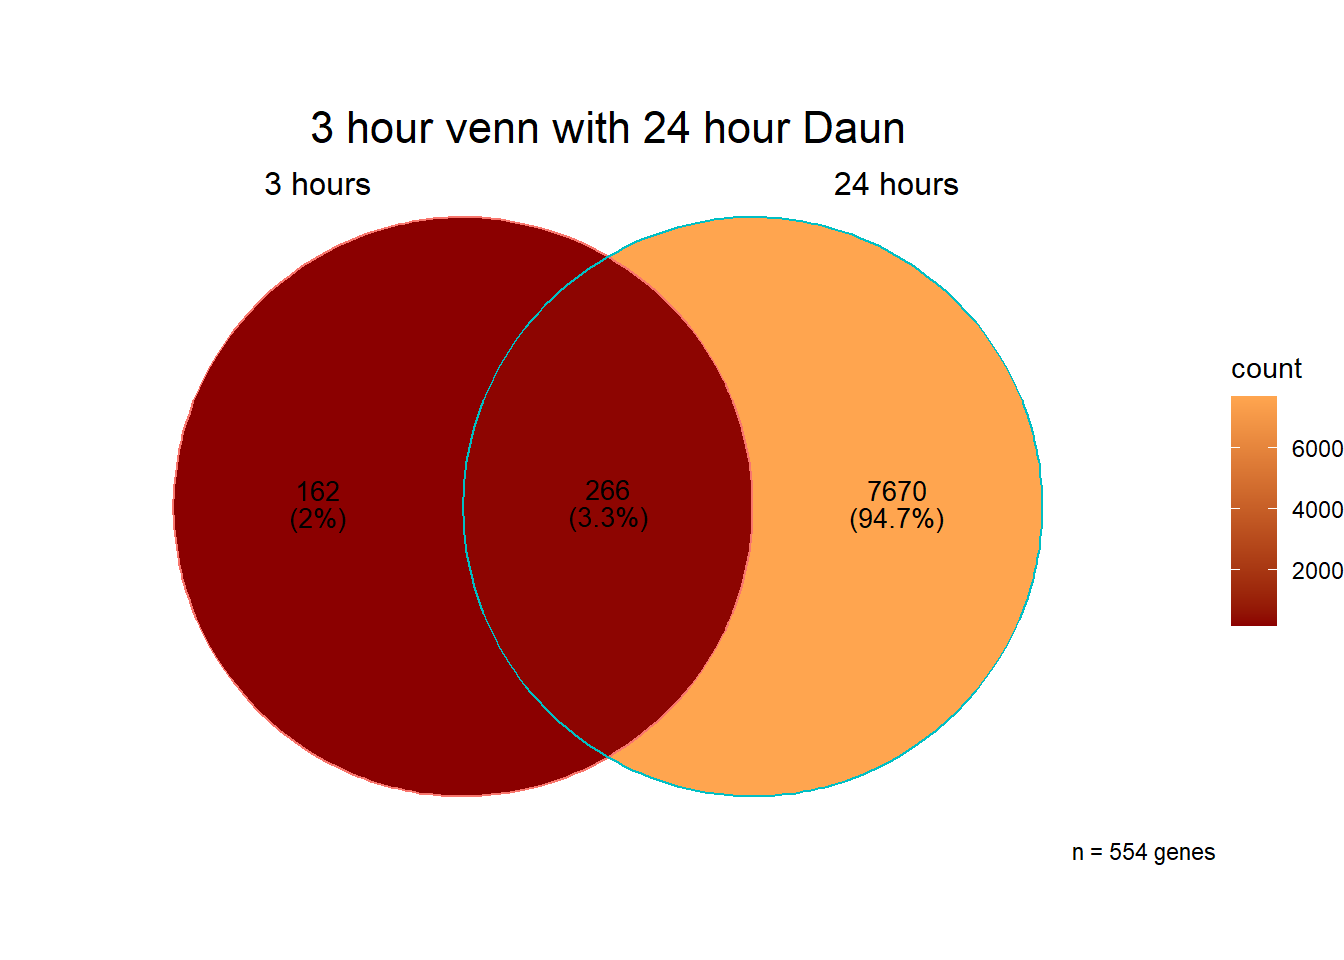 3 hour venn with 24 hour Daun
3 hours
24 hours
count
6000
4000
2000
162
(2%)
266
(3.3%)
7670
(94.7%)
n = 554 genes